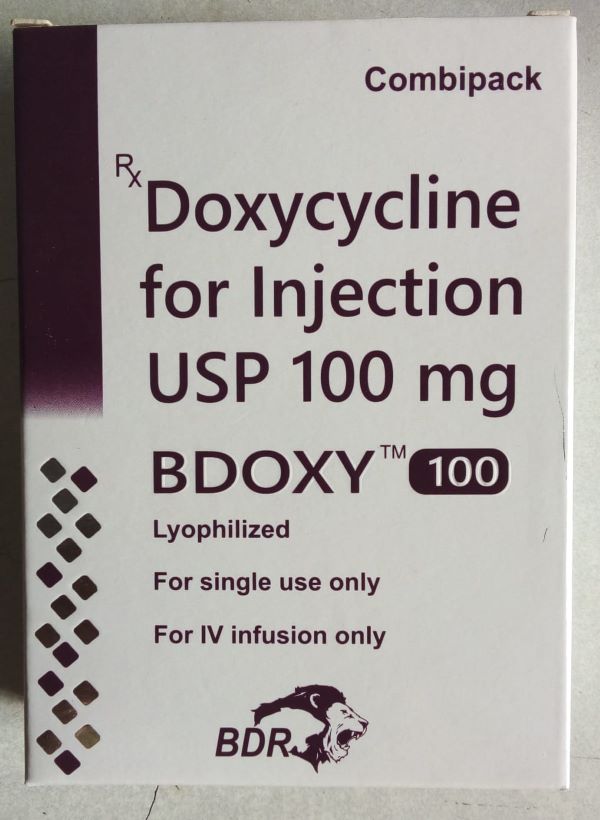 Combipack
Rx
Doxycycline
for Injection
USP 100 mg
BDOXY™ 100
Lyophilized
For single use only
For IV infusion only
BDR